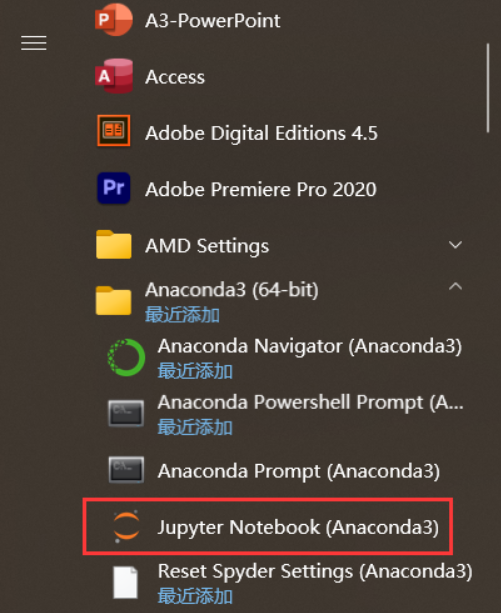 A3-PowerPoint
Access
Adobe Digital Editions 4.5
Pr
Adobe Premiere Pro 2020
AMD Settings
Anaconda3 (64-bit)
最近添加
Anaconda Navigator (Anaconda3)
最近添加
Anaconda Powershell Prompt (A...
最近添加
Anaconda Prompt (Anaconda3)
Jupyter Notebook (Anaconda3)
Reset Spyder Settings (Anaconda3)
最近添加